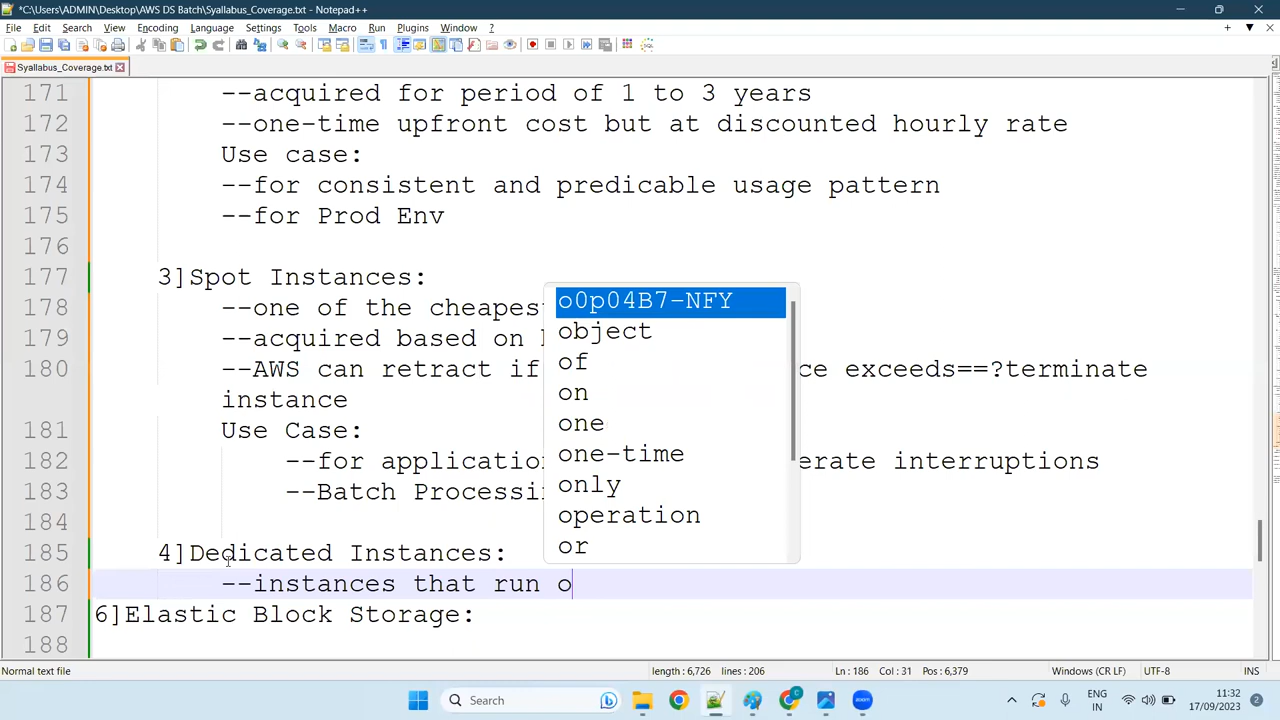 *C:\Users\ADMIN\Desktop\AWS DS Batch\Syallabus_Coverage.txt - Notepad++
File Edit Search View Encoding Language Settings Tools Macro Run Plugins Window ?
Syallabus_Coverage.txt
171 --acquired for period of 1 to 3 years
172 --one-time upfront cost but at discounted hourly rate
173 Use case:
174 --for consistent and predicable usage pattern
175 --for Prod Env
176
177 3]Spot Instances:
178 --one of the cheapest
179 --acquired based on
180 --AWS can retract if ce exceeds==?terminate
instance
181 Use Case:
182 --for application erate interruptions
183 --Batch Processi
184
185 4]Dedicated Instances:
186 --instances that run o
187 6]Elastic Block Storage:
188
o0p04B7-NFY
object
of
on
one
one-time
only
operation
or
Normal text file length : 6,726 lines : 206 Ln : 186 Col : 31 Pos : 6,379 Windows (CR LF) UTF-8 INS
Search ENG IN 11:32 17/09/2023 2